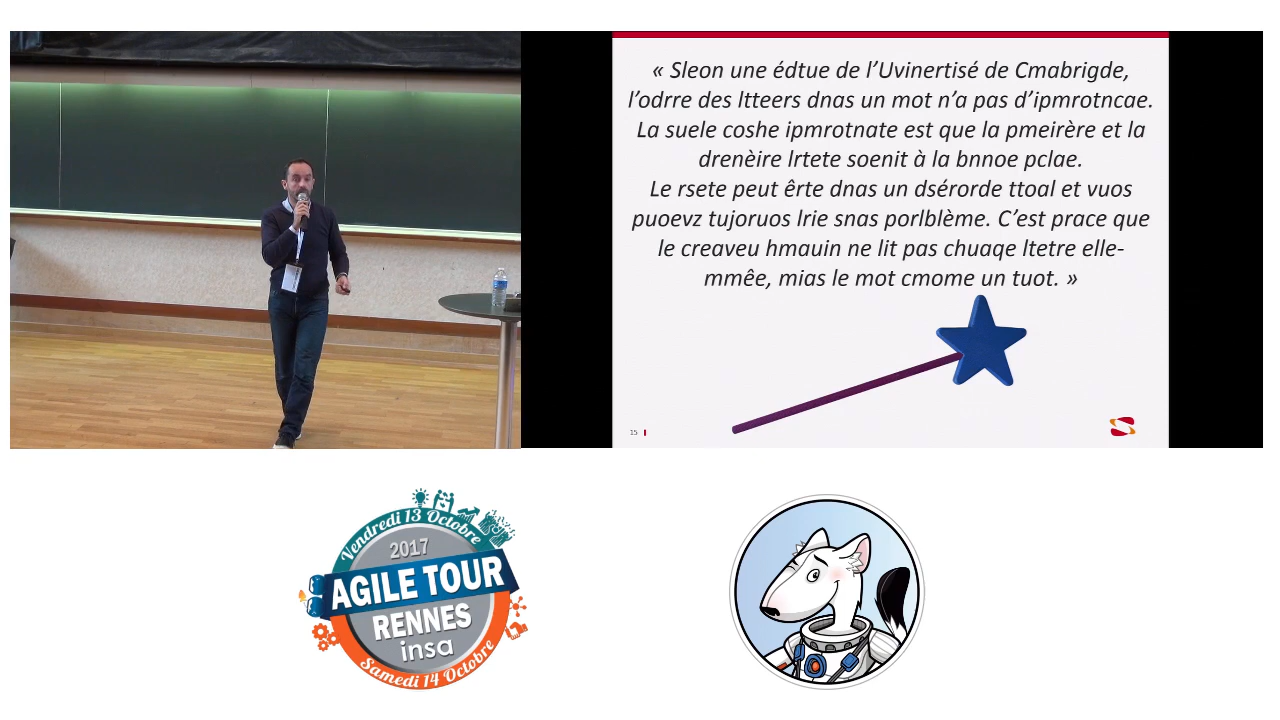 « Sleon une édtue de l’Uvinertisé de Cmabrigde,
l’odrre des ltteers dnas un mot n’a pas d’ipmrotncae.
La suele coshe ipmrotnate est que la pmeirère et la
drenèire lrtete soenit à la bnnoe pclae.
Le rsete peut êrte dnas un dsérorde ttoal et vuos
puoevz tujoruos lrie snas porlblème. C’est prace que
le creaveu hmauin ne lit pas chuaqe ltetre elle-
mmêe, mias le mot cmome un tuot. »
15
Vendredi 13 Octobre
2017
AGILE TOUR
RENNES
insa
Samedi 14 Octobre